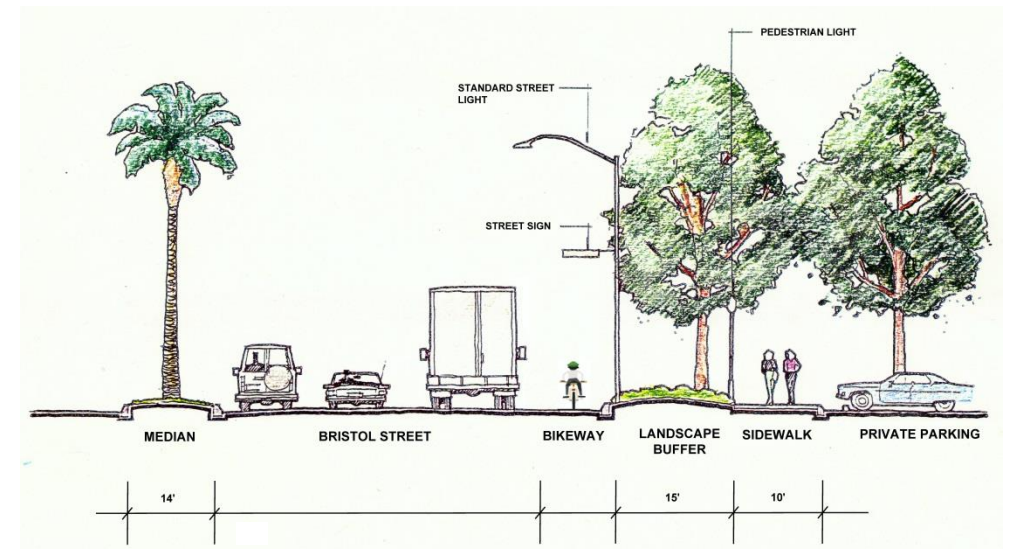 PEDESTRIAN LIGHT
STANDARD STREET
LIGHT
STREET SIGN
MEDIAN
BRISTOL STREET
BIKEWAY
LANDSCAPE
BUFFER
SIDEWALK
PRIVATE PARKING
14'
15'
10'